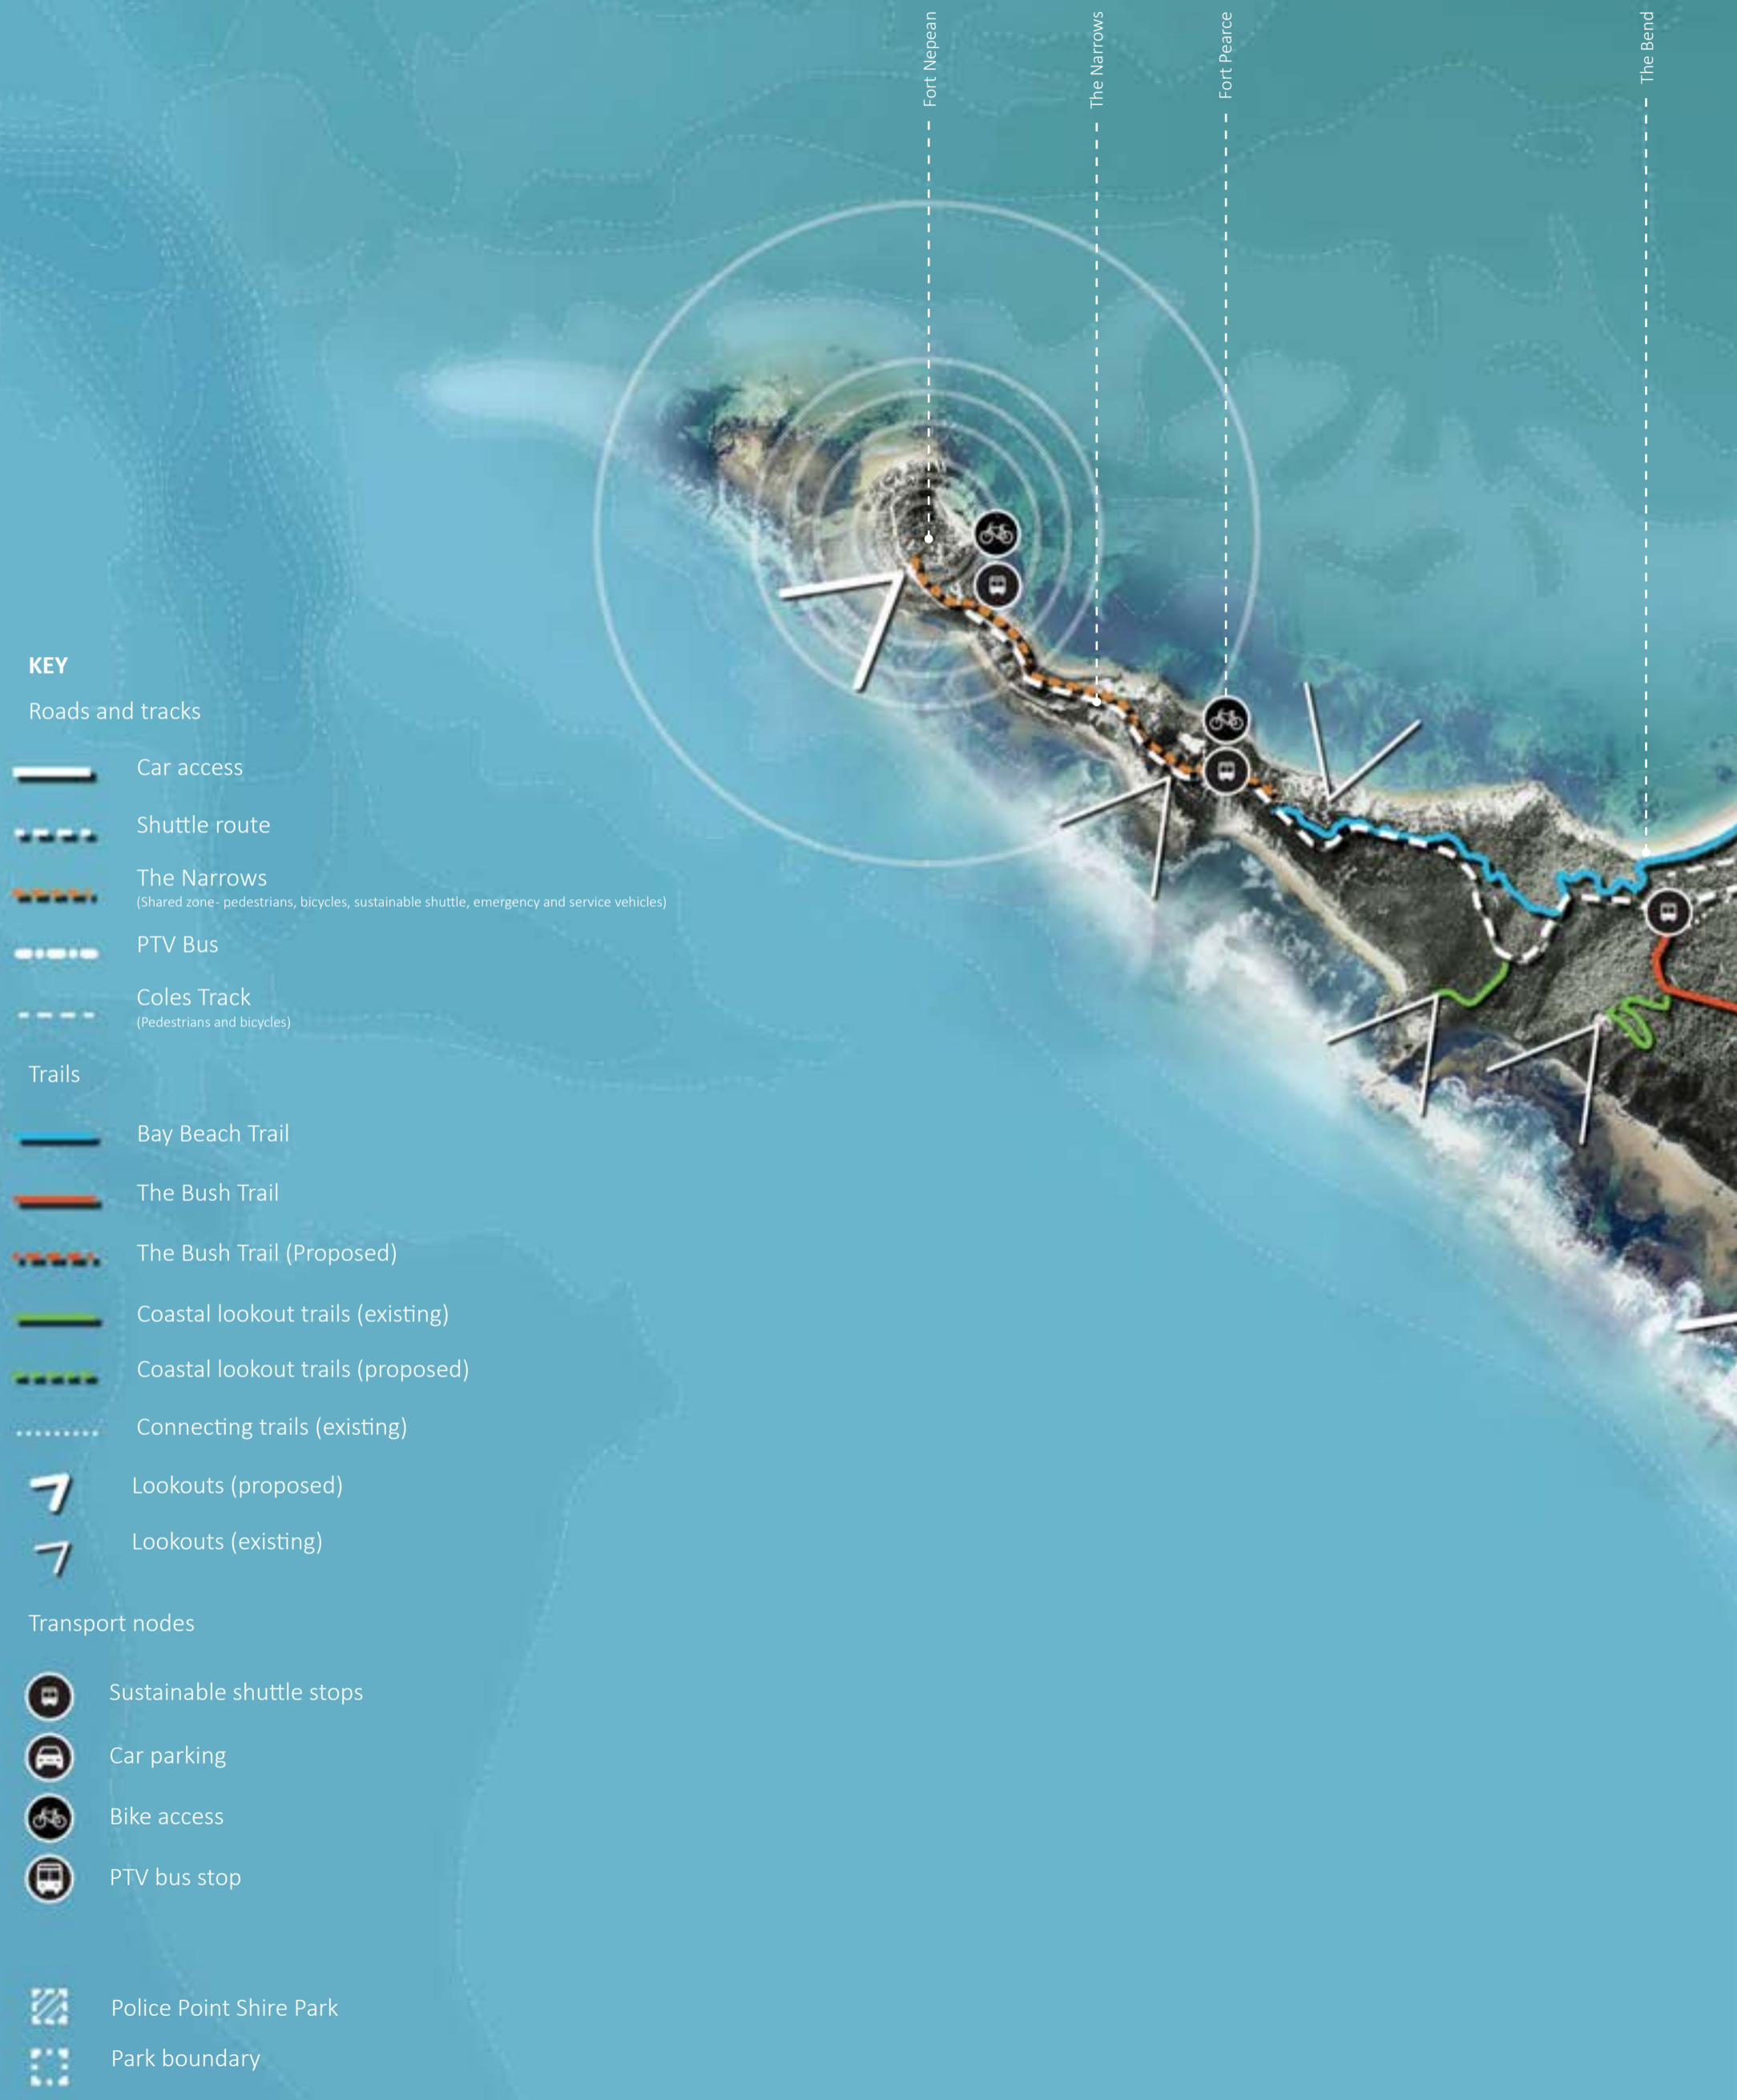 Fort Nepean
The Narrows
Fort Pearce
The Bend
KEY
Roads and tracks
Car access
Shuttle route
The Narrows
(Shared zone- pedestrians, bicycles, sustainable shuttle, emergency and service vehicles)
PTV Bus
Coles Track
(Pedestrians and bicycles)
Trails
Bay Beach Trail
The Bush Trail
The Bush Trail (Proposed)
Coastal lookout trails (existing)
Coastal lookout trails (proposed)
Connecting trails (existing)
Lookouts (proposed)
Lookouts (existing)
Transport nodes
Sustainable shuttle stops
Car parking
Bike access
PTV bus stop
Police Point Shire Park
Park boundary